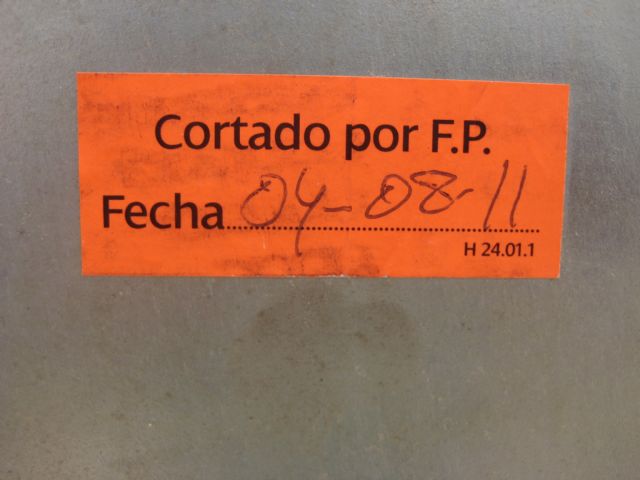 Cortado por F.P.
Fecha 04-08-11
H 24.01.1